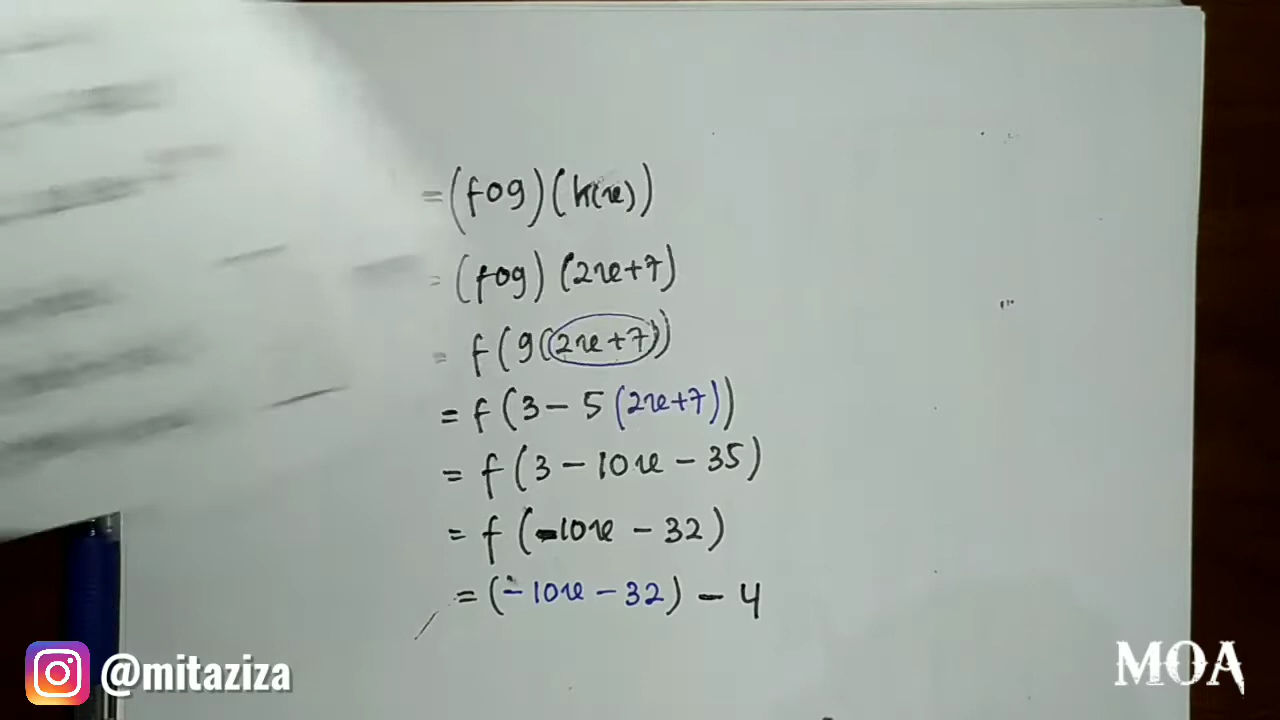 = (fog) (h(x))
= (fog) (2x+7)
= f(g(2x+7))
= f(3-5(2x+7))
= f(3-10x-35)
= f(-10x-32)
= (-10x-32) - 4
@mitaziza
MOA